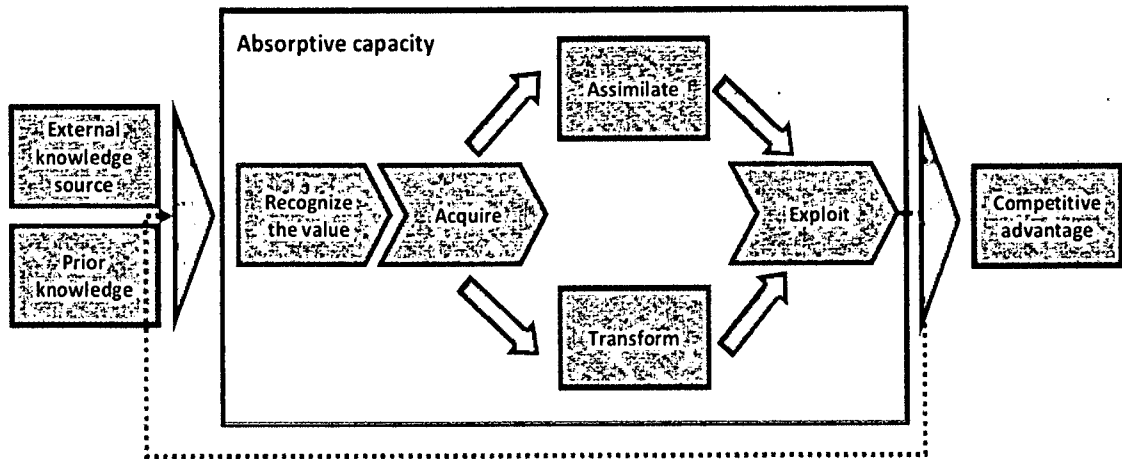 Absorptive capacity
External
knowledge
source
Prior
knowledge
Recognize
the value
Acquire
Assimilate
Transform
Exploit
Competitive
advantage